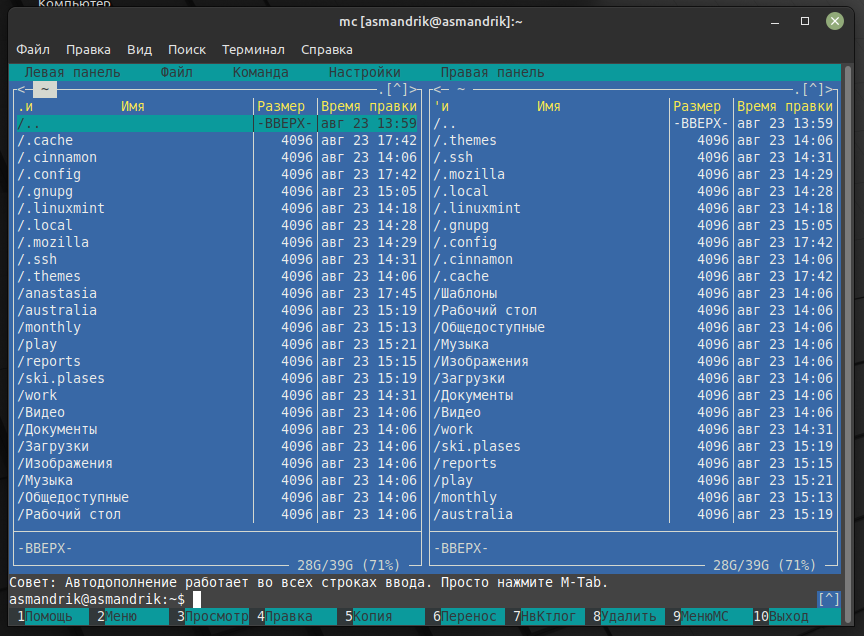 Компьютер
mc [asmandrik@asmandrik]:~
Файл Правка Вид Поиск Терминал Справка
Левая панель Файл Команда Настройки Правая панель
<─ ~ ─.[^]>
.и Имя Размер Время правки
/.. -ВВЕРХ- авг 23 13:59
/.cache 4096 авг 23 17:42
/.cinnamon 4096 авг 23 14:06
/.config 4096 авг 23 17:42
/.gnupg 4096 авг 23 15:05
/.linuxmint 4096 авг 23 14:18
/.local 4096 авг 23 14:28
/.mozilla 4096 авг 23 14:29
/.ssh 4096 авг 23 14:31
/.themes 4096 авг 23 14:06
/anastasia 4096 авг 23 17:45
/australia 4096 авг 23 15:19
/monthly 4096 авг 23 15:13
/play 4096 авг 23 15:21
/reports 4096 авг 23 15:15
/ski.plases 4096 авг 23 15:19
/work 4096 авг 23 14:31
/Видео 4096 авг 23 14:06
/Документы 4096 авг 23 14:06
/Загрузки 4096 авг 23 14:06
/Изображения 4096 авг 23 14:06
/Музыка 4096 авг 23 14:06
/Общедоступные 4096 авг 23 14:06
/Рабочий стол 4096 авг 23 14:06
-ВВЕРХ-
28G/39G (71%)
<─ ~ ─.[^]>
'и Имя Размер Время правки
/.. -ВВЕРХ- авг 23 13:59
/.themes 4096 авг 23 14:06
/.ssh 4096 авг 23 14:31
/.mozilla 4096 авг 23 14:29
/.local 4096 авг 23 14:28
/.linuxmint 4096 авг 23 14:18
/.gnupg 4096 авг 23 15:05
/.config 4096 авг 23 17:42
/.cinnamon 4096 авг 23 14:06
/.cache 4096 авг 23 17:42
/Шаблоны 4096 авг 23 14:06
/Рабочий стол 4096 авг 23 14:06
/Общедоступные 4096 авг 23 14:06
/Музыка 4096 авг 23 14:06
/Изображения 4096 авг 23 14:06
/Загрузки 4096 авг 23 14:06
/Документы 4096 авг 23 14:06
/Видео 4096 авг 23 14:06
/work 4096 авг 23 14:31
/ski.plases 4096 авг 23 15:19
/reports 4096 авг 23 15:15
/play 4096 авг 23 15:21
/monthly 4096 авг 23 15:13
/australia 4096 авг 23 15:19
-ВВЕРХ-
28G/39G (71%)
Совет: Автодополнение работает во всех строках ввода. Просто нажмите M-Tab.
asmandrik@asmandrik:~$ [^]
1Помощь 2Меню 3Просмотр 4Правка 5Копия 6Перенос 7НвКтлог 8Удалить 9МенюMC 10Выход